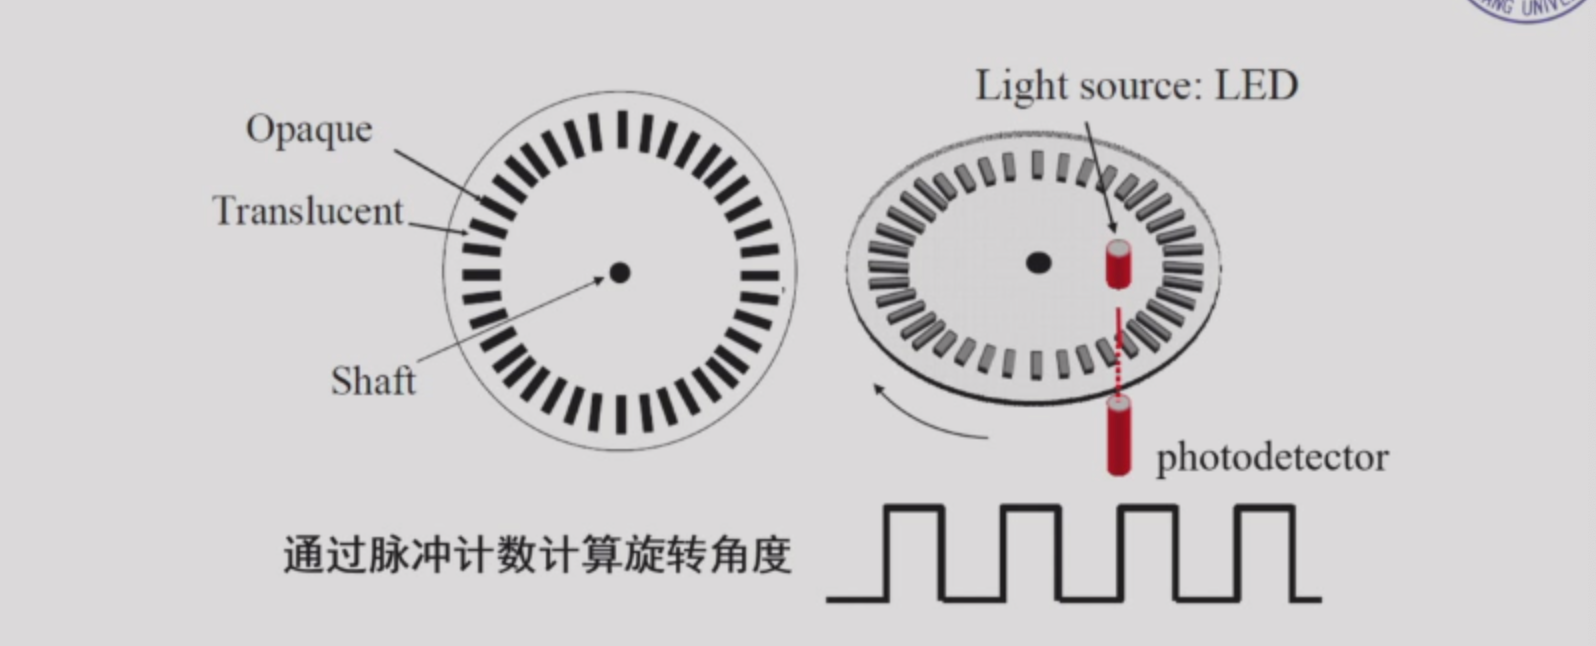 ANG UNIVE
Light source: LED
Opaque
Translucent
Shaft
photodetector
通过脉冲计数计算旋转角度